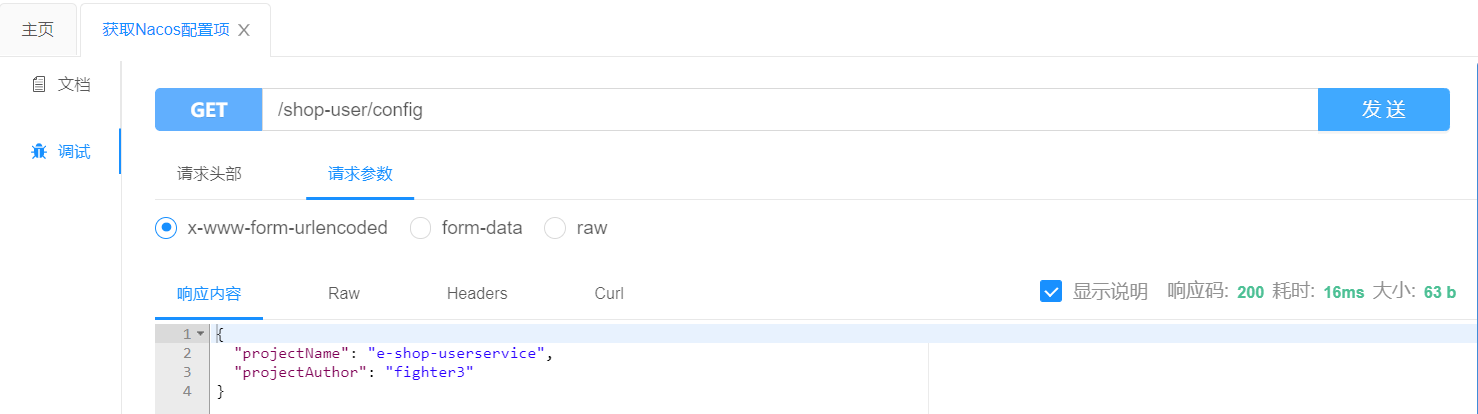 主页 获取Nacos配置项
文档
调试
GET /shop-user/config 发 送
请求头部 请求参数
x-www-form-urlencoded form-data raw
响应内容 Raw Headers Curl 显示说明 响应码: 200 耗时: 16ms 大小: 63 b
1 {
2 "projectName": "e-shop-userservice",
3 "projectAuthor": "fighter3"
4 }